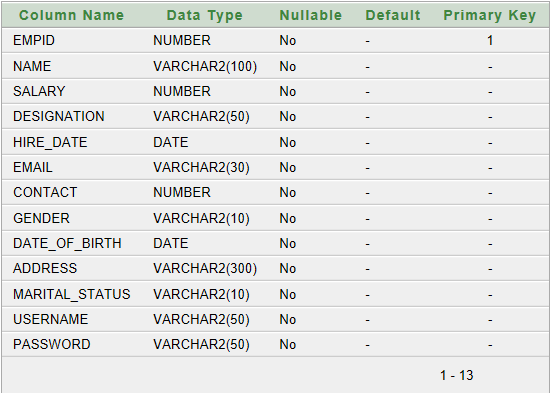 Column Name Data Type Nullable Default Primary Key
EMPID NUMBER No - 1
NAME VARCHAR2(100) No - -
SALARY NUMBER No - -
DESIGNATION VARCHAR2(50) No - -
HIRE_DATE DATE No - -
EMAIL VARCHAR2(30) No - -
CONTACT NUMBER No - -
GENDER VARCHAR2(10) No - -
DATE_OF_BIRTH DATE No - -
ADDRESS VARCHAR2(300) No - -
MARITAL_STATUS VARCHAR2(10) No - -
USERNAME VARCHAR2(50) No - -
PASSWORD VARCHAR2(50) No - -
1 - 13